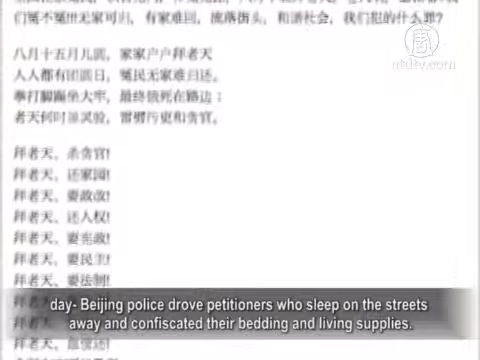 们冤不冤!!!无家可归，有家难回，流落街头，和谐社会，我们犯的什么罪?
八月十五月儿圆，家家户户拜老天
人人都有团圆日，冤民无家难归还。
拳打脚踢坐大牢，最终饿死在路边；
老天何时显灵验，雷劈污吏和贪官。
拜老天，杀贪官!
拜老天，还家园!
拜老天，要政改!
拜老天，还人权!
拜老天，要宪政!
拜老天，要民主!
拜老天，要法制!
ntdtv.com
day- Beijing police drove petitioners who sleep on the streets
away and confiscated their bedding and living supplies.